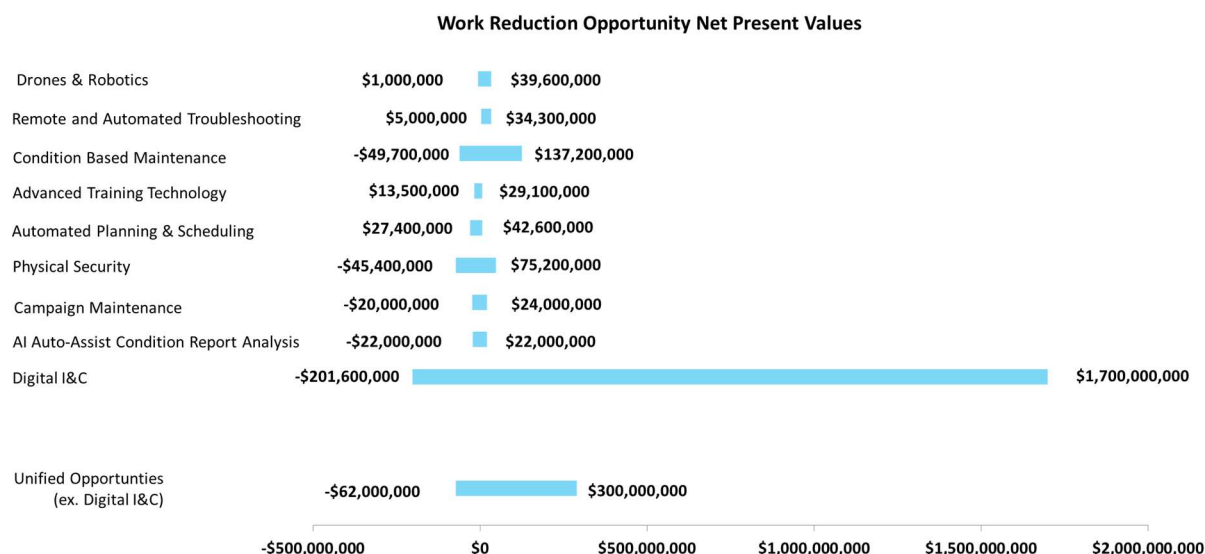 Work Reduction Opportunity Net Present Values
Drones & Robotics $1,000,000 $39,600,000
Remote and Automated Troubleshooting $5,000,000 $34,300,000
Condition Based Maintenance -$49,700,000 $137,200,000
Advanced Training Technology $13,500,000 $29,100,000
Automated Planning & Scheduling $27,400,000 $42,600,000
Physical Security -$45,400,000 $75,200,000
Campaign Maintenance -$20,000,000 $24,000,000
AI Auto-Assist Condition Report Analysis -$22,000,000 $22,000,000
Digital I&C -$201,600,000 $1,700,000,000
Unified Opportunties
(ex. Digital I&C) -$62,000,000 $300,000,000
-$500.000.000 $0 $500.000.000 $1.000.000.000 $1.500.000.000 $2.000.000.000